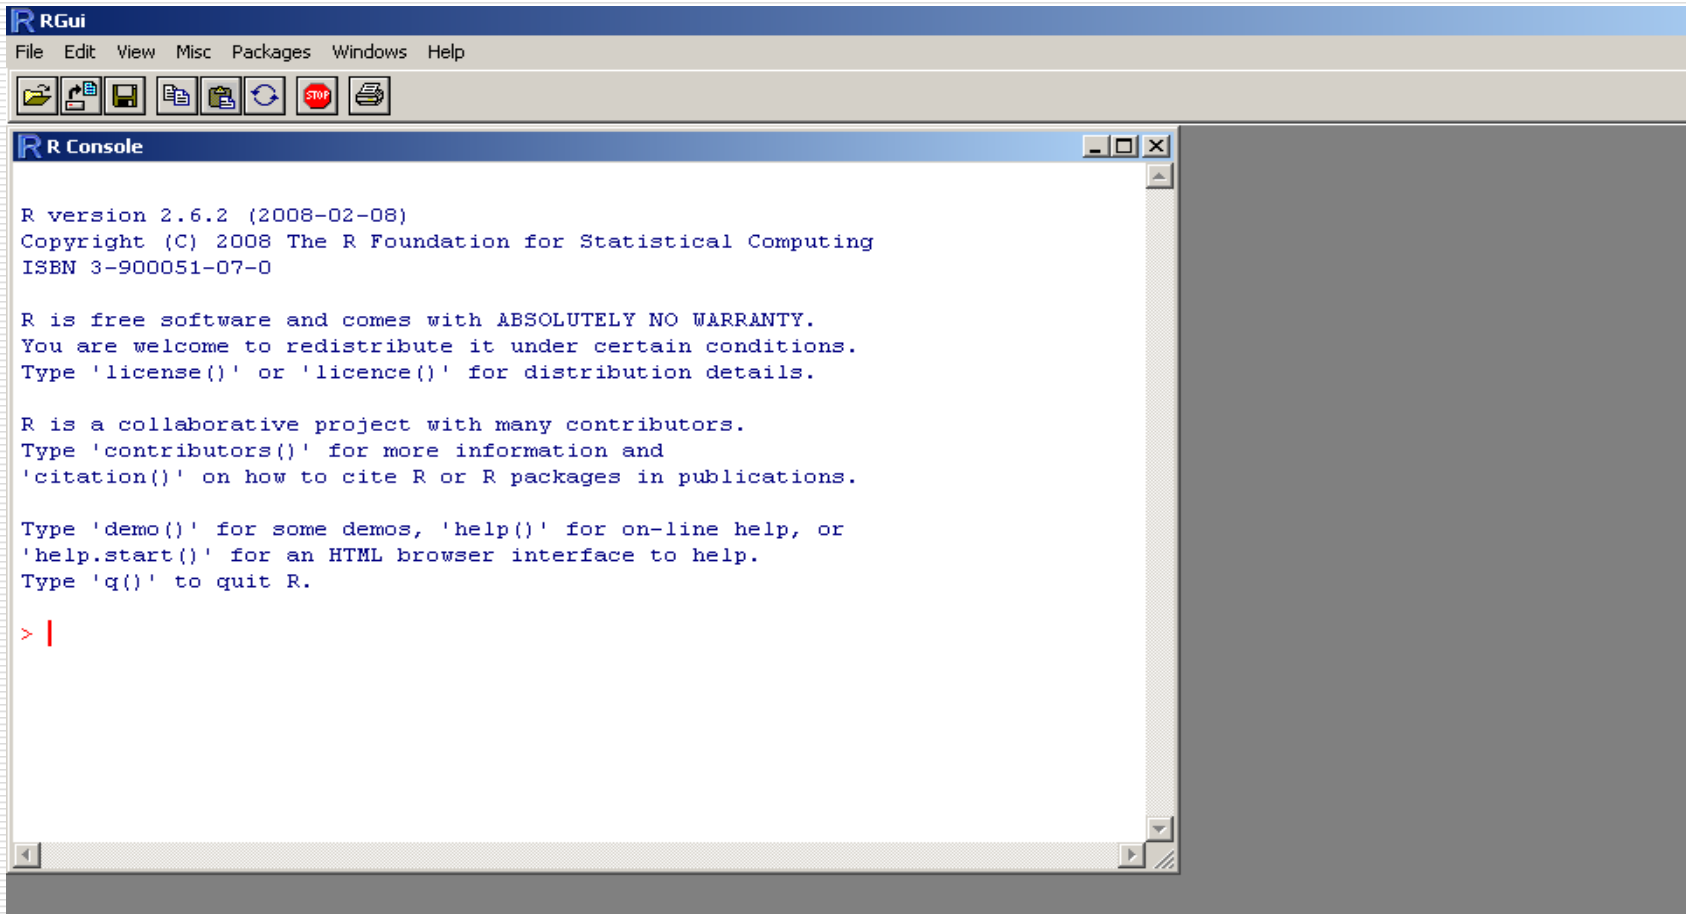 RGui
File Edit View Misc Packages Windows Help
STOP
R Console
R version 2.6.2 (2008-02-08)
Copyright (C) 2008 The R Foundation for Statistical Computing
ISBN 3-900051-07-0
R is free software and comes with ABSOLUTELY NO WARRANTY.
You are welcome to redistribute it under certain conditions.
Type 'license()' or 'licence()' for distribution details.
R is a collaborative project with many contributors.
Type 'contributors()' for more information and
'citation()' on how to cite R or R packages in publications.
Type 'demo()' for some demos, 'help()' for on-line help, or
'help.start()' for an HTML browser interface to help.
Type 'q()' to quit R.
>